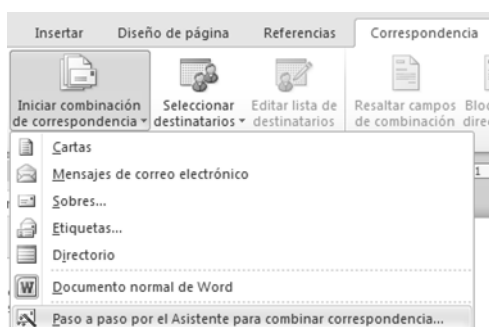 Insertar Diseño de página Referencias Correspondencia
Iniciar combinación de correspondencia Seleccionar destinatarios Editar lista de destinatarios Resaltar campos de combinación
1
Cartas
Mensajes de correo electrónico
Sobres...
Etiquetas...
Directorio
W Documento normal de Word
Paso a paso por el Asistente para combinar correspondencia...